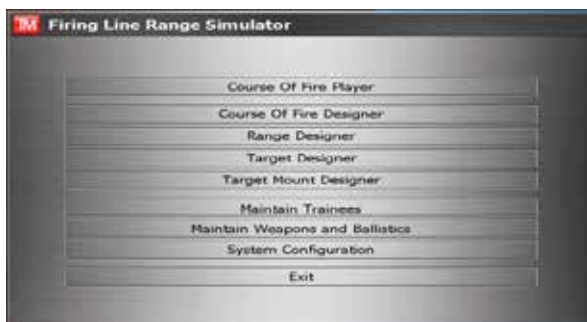 TM Firing Line Range Simulator
Course Of Fire Player
Course Of Fire Designer
Range Designer
Target Designer
Target Mount Designer
Maintain Trainees
Maintain Weapons and Ballistics
System Configuration
Exit